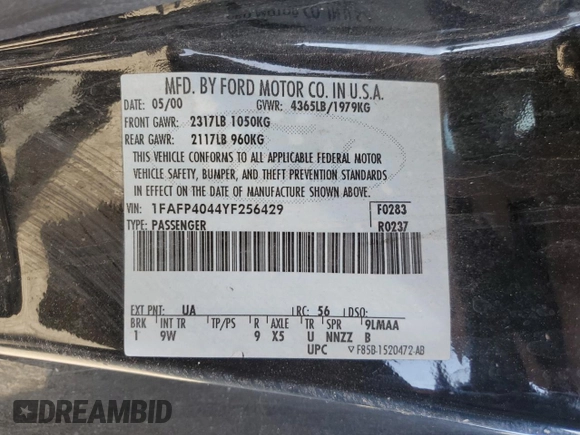 MFD. BY FORD MOTOR CO. IN U.S.A.
DATE: 05/00 GVWR: 4365LB/1979KG
FRONT GAWR: 2317LB 1050KG
REAR GAWR: 2117LB 960KG
THIS VEHICLE CONFORMS TO ALL APPLICABLE FEDERAL MOTOR
VEHICLE SAFETY, BUMPER, AND THEFT PREVENTION STANDARDS
IN EFFECT ON THE DATE OF MANUFACTURE SHOWN ABOVE.
VIN: 1FAFP4044YF256429 F0283
TYPE: PASSENGER R0237
EXT PNT: UA RC: 56 DSO:
BRK INT TR TP/PS R AXLE TR SPR 9LMAA
1 9W 9 X5 U NNZZ B
UPC F85B-1520472-AB
DREAMBID